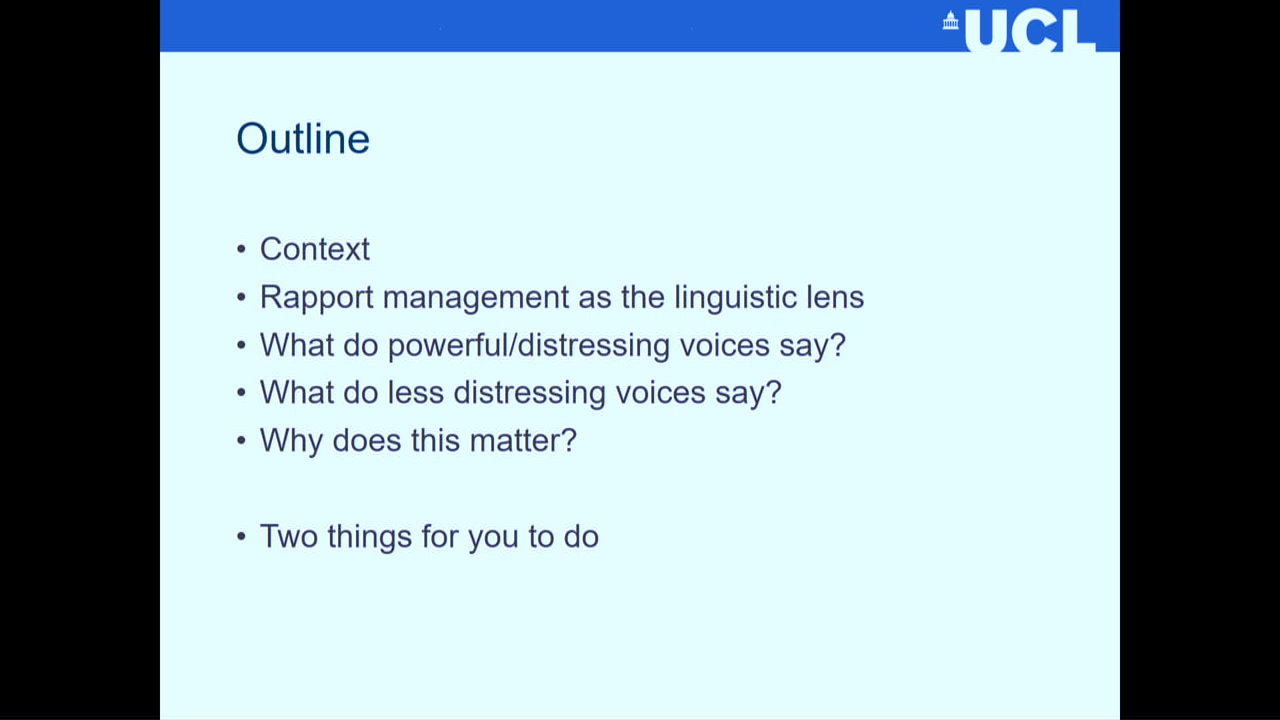 UCL
Outline
• Context
• Rapport management as the linguistic lens
• What do powerful/distressing voices say?
• What do less distressing voices say?
• Why does this matter?
• Two things for you to do